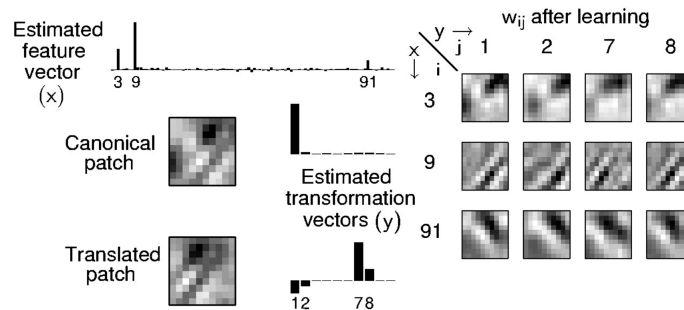 Estimated
feature
vector
(x)
3 9 91
Canonical
patch
Estimated
transformation
vectors (y)
Translated
patch
12 78
w_ij after learning
y → j
x ↓ i
1 2 7 8
3
9
91